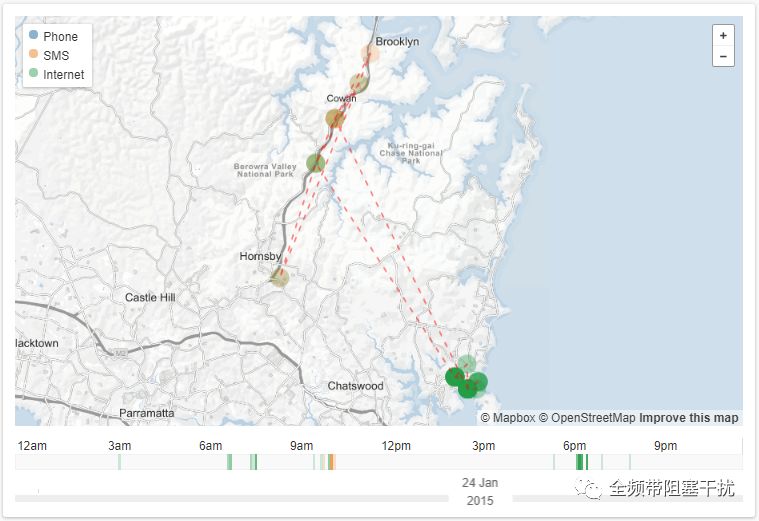 Phone
SMS
Internet
+
−
Brooklyn
Cowan
Ku-ring-gai
Chase National
Park
Berowra Valley
National Park
Hornsby
Castle Hill
lacktown
M2
Chatswood
Parramatta
© Mapbox © OpenStreetMap Improve this map
12am 3am 6am 9am 12pm 3pm 6pm 9pm
24 Jan
2015
全频带阻塞干扰